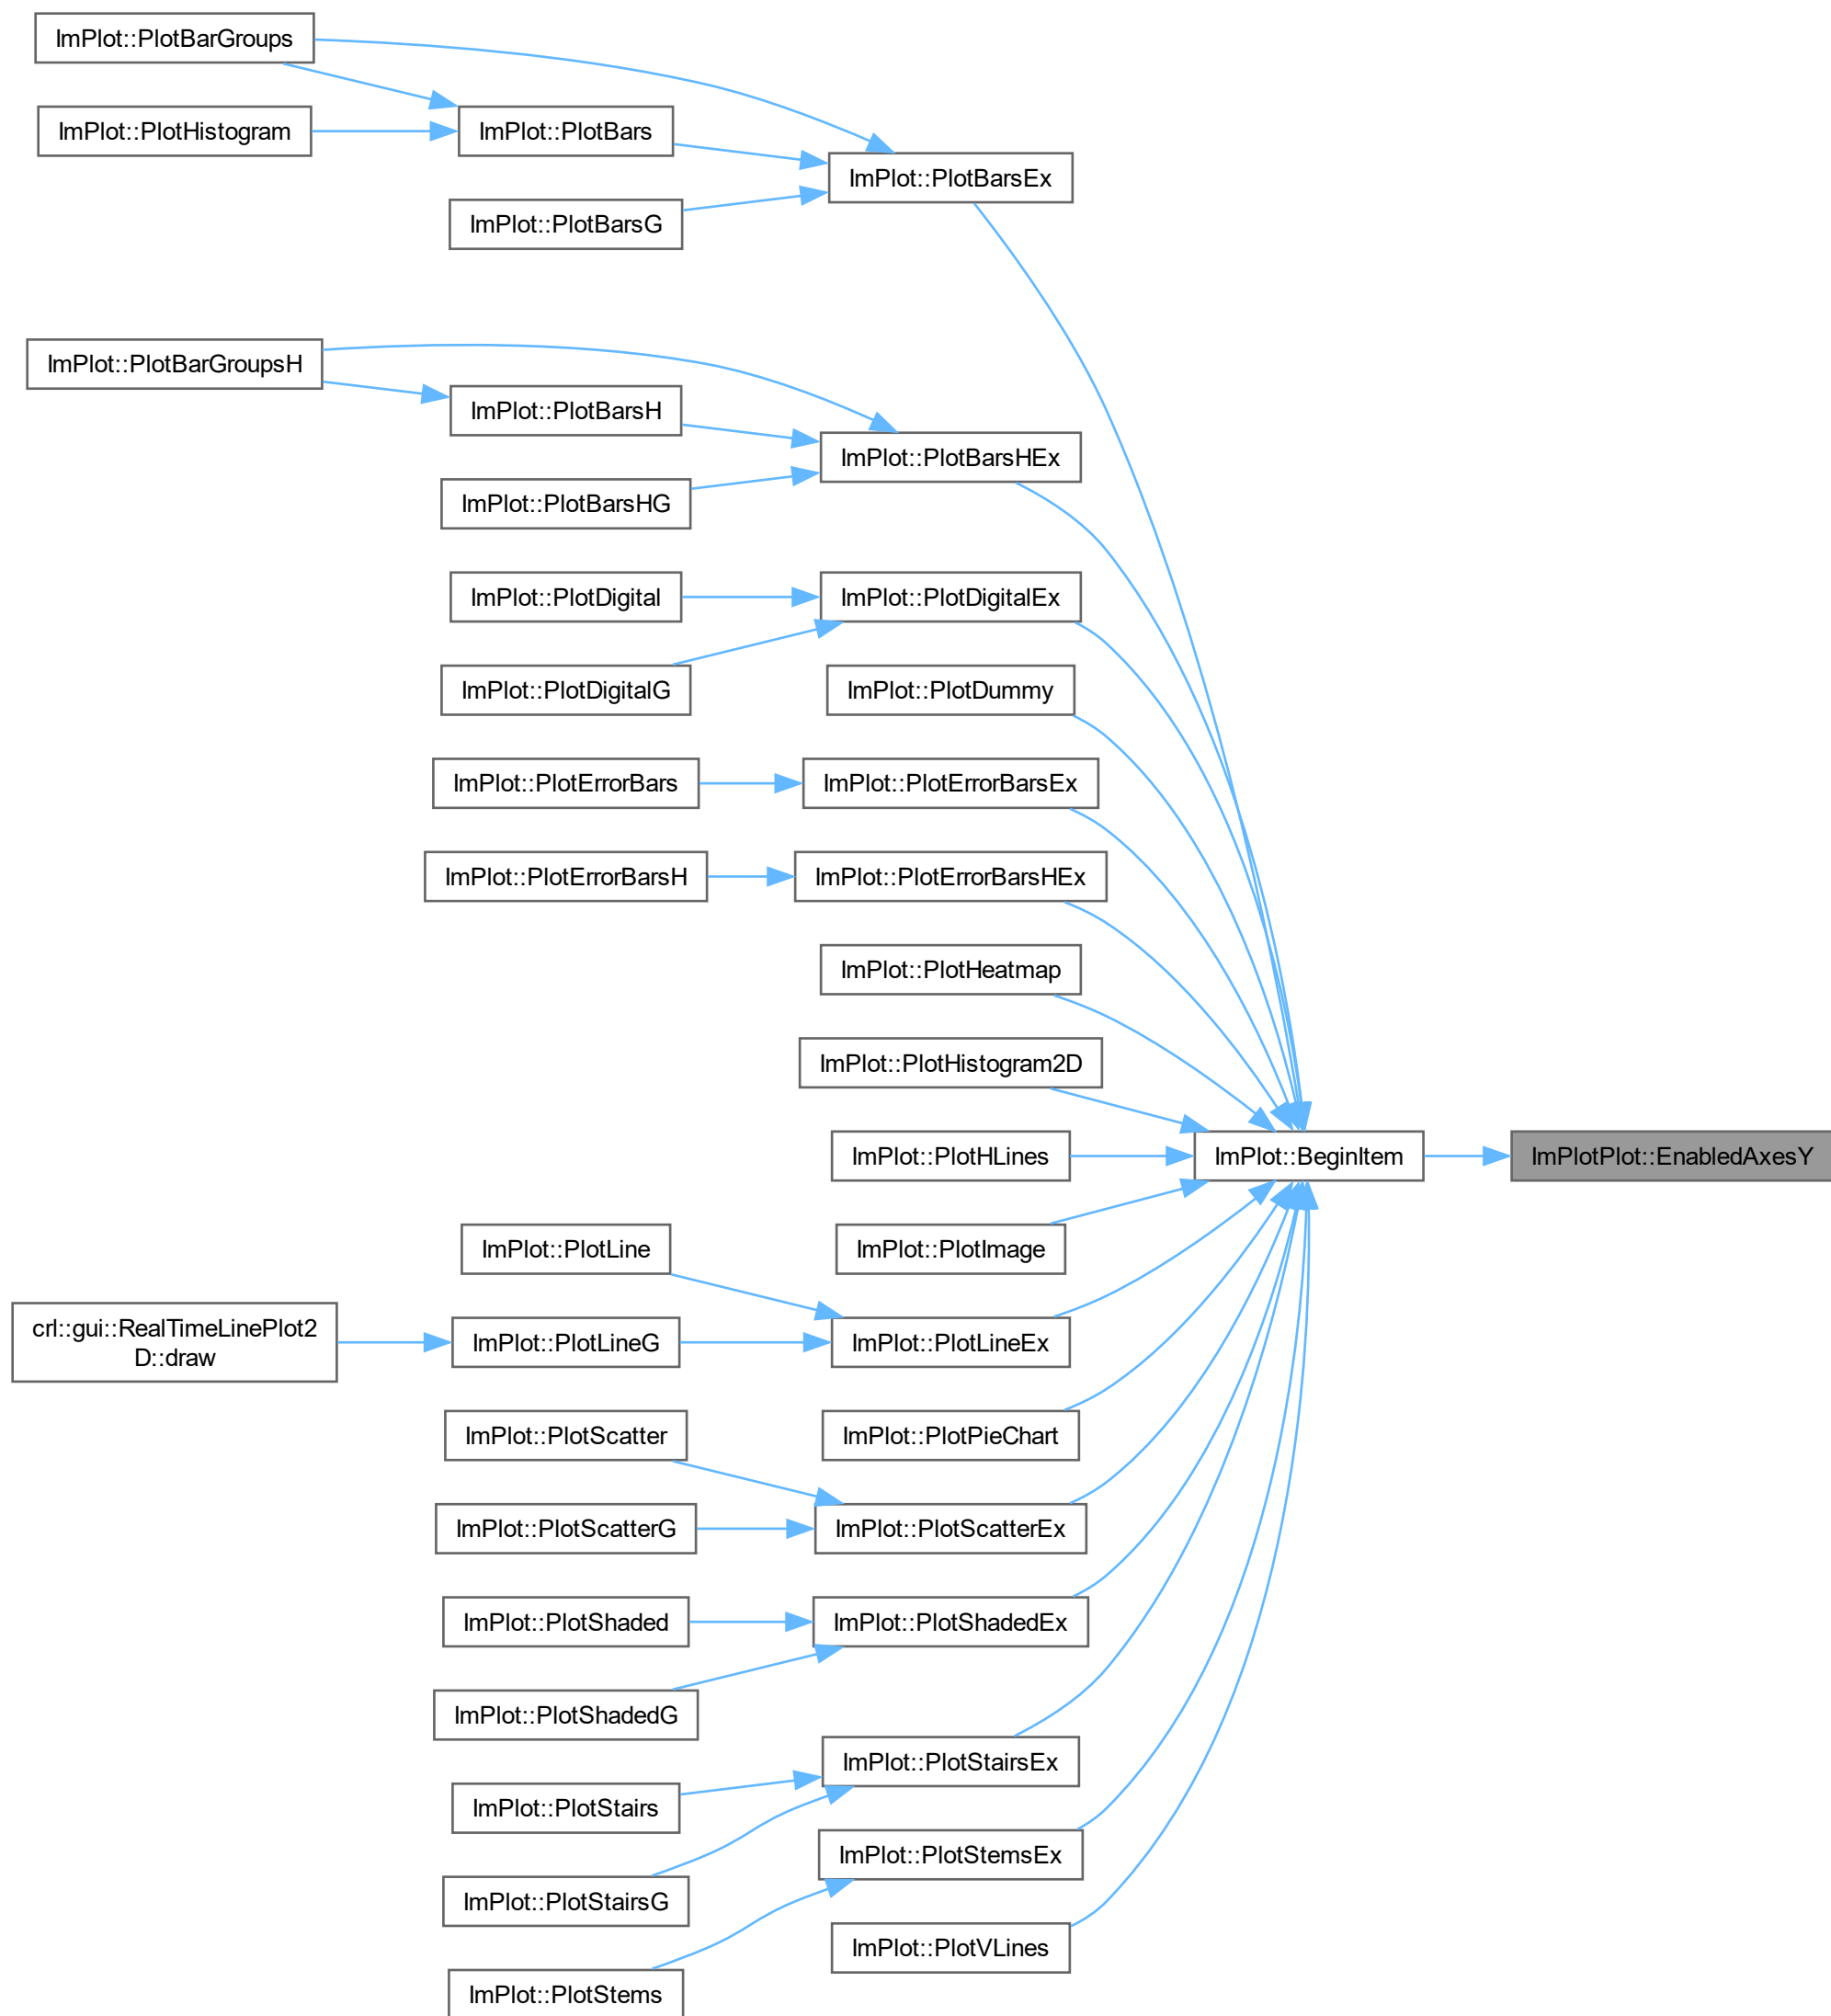 ImPlot::PlotBarGroups
ImPlot::PlotHistogram
ImPlot::PlotBars
ImPlot::PlotBarsEx
ImPlot::PlotBarsG
ImPlot::PlotBarGroupsH
ImPlot::PlotBarsH
ImPlot::PlotBarsHEx
ImPlot::PlotBarsHG
ImPlot::PlotDigital
ImPlot::PlotDigitalEx
ImPlot::PlotDigitalG
ImPlot::PlotDummy
ImPlot::PlotErrorBars
ImPlot::PlotErrorBarsEx
ImPlot::PlotErrorBarsH
ImPlot::PlotErrorBarsHEx
ImPlot::PlotHeatmap
ImPlot::PlotHistogram2D
ImPlot::PlotHLines
ImPlot::BeginItem
ImPlotPlot::EnabledAxesY
ImPlot::PlotImage
ImPlot::PlotLine
crl::gui::RealTimeLinePlot2
D::draw
ImPlot::PlotLineG
ImPlot::PlotLineEx
ImPlot::PlotPieChart
ImPlot::PlotScatter
ImPlot::PlotScatterG
ImPlot::PlotScatterEx
ImPlot::PlotShaded
ImPlot::PlotShadedEx
ImPlot::PlotShadedG
ImPlot::PlotStairsEx
ImPlot::PlotStairs
ImPlot::PlotStemsEx
ImPlot::PlotStairsG
ImPlot::PlotVLines
ImPlot::PlotStems